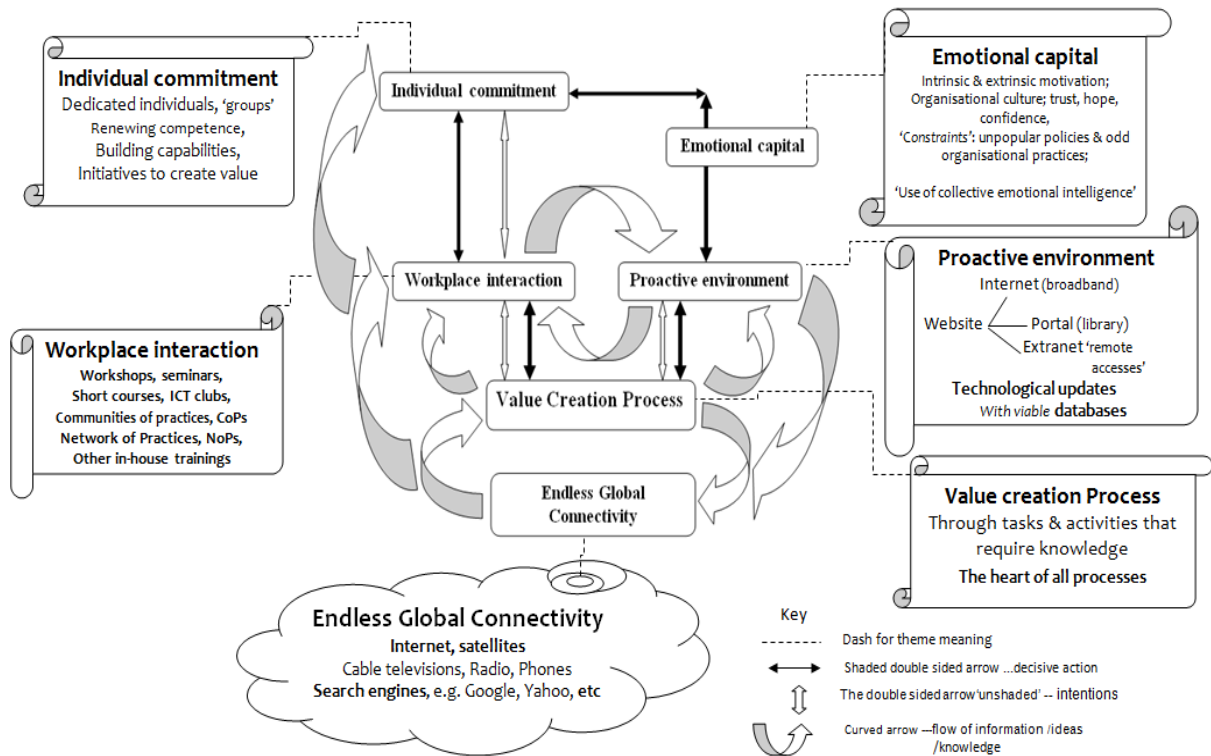 Individual commitment
Dedicated individuals, ‘groups’
Renewing competence,
Building capabilities,
Initiatives to create value
Individual commitment
Emotional capital
Emotional capital
Intrinsic & extrinsic motivation;
Organisational culture; trust, hope,
confidence,
‘Constraints’: unpopular policies & odd
organisational practices;
‘Use of collective emotional intelligence’
Workplace interaction
Proactive environment
Proactive environment
Internet (broadband)
Website
Portal (library)
Extranet ‘remote
accesses’
Technological updates
With viable databases
Workplace interaction
Workshops, seminars,
Short courses, ICT clubs,
Communities of practices, CoPs
Network of Practices, NoPs,
Other in-house trainings
Value Creation Process
Endless Global
Connectivity
Value creation Process
Through tasks & activities that
require knowledge
The heart of all processes
Endless Global Connectivity
Internet, satellites
Cable televisions, Radio, Phones
Search engines, e.g. Google, Yahoo, etc
Key
Dash for theme meaning
Shaded double sided arrow ...decisive action
The double sided arrow ‘unshaded’ -- intentions
Curved arrow ---flow of information /ideas
/knowledge